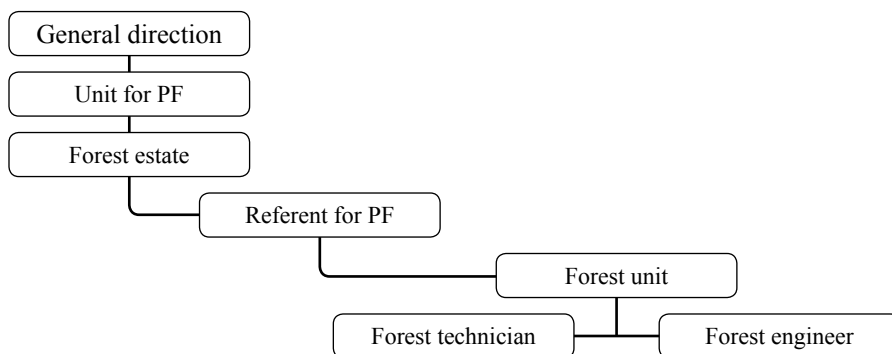 General direction
Unit for PF
Forest estate
Referent for PF
Forest unit
Forest technician
Forest engineer